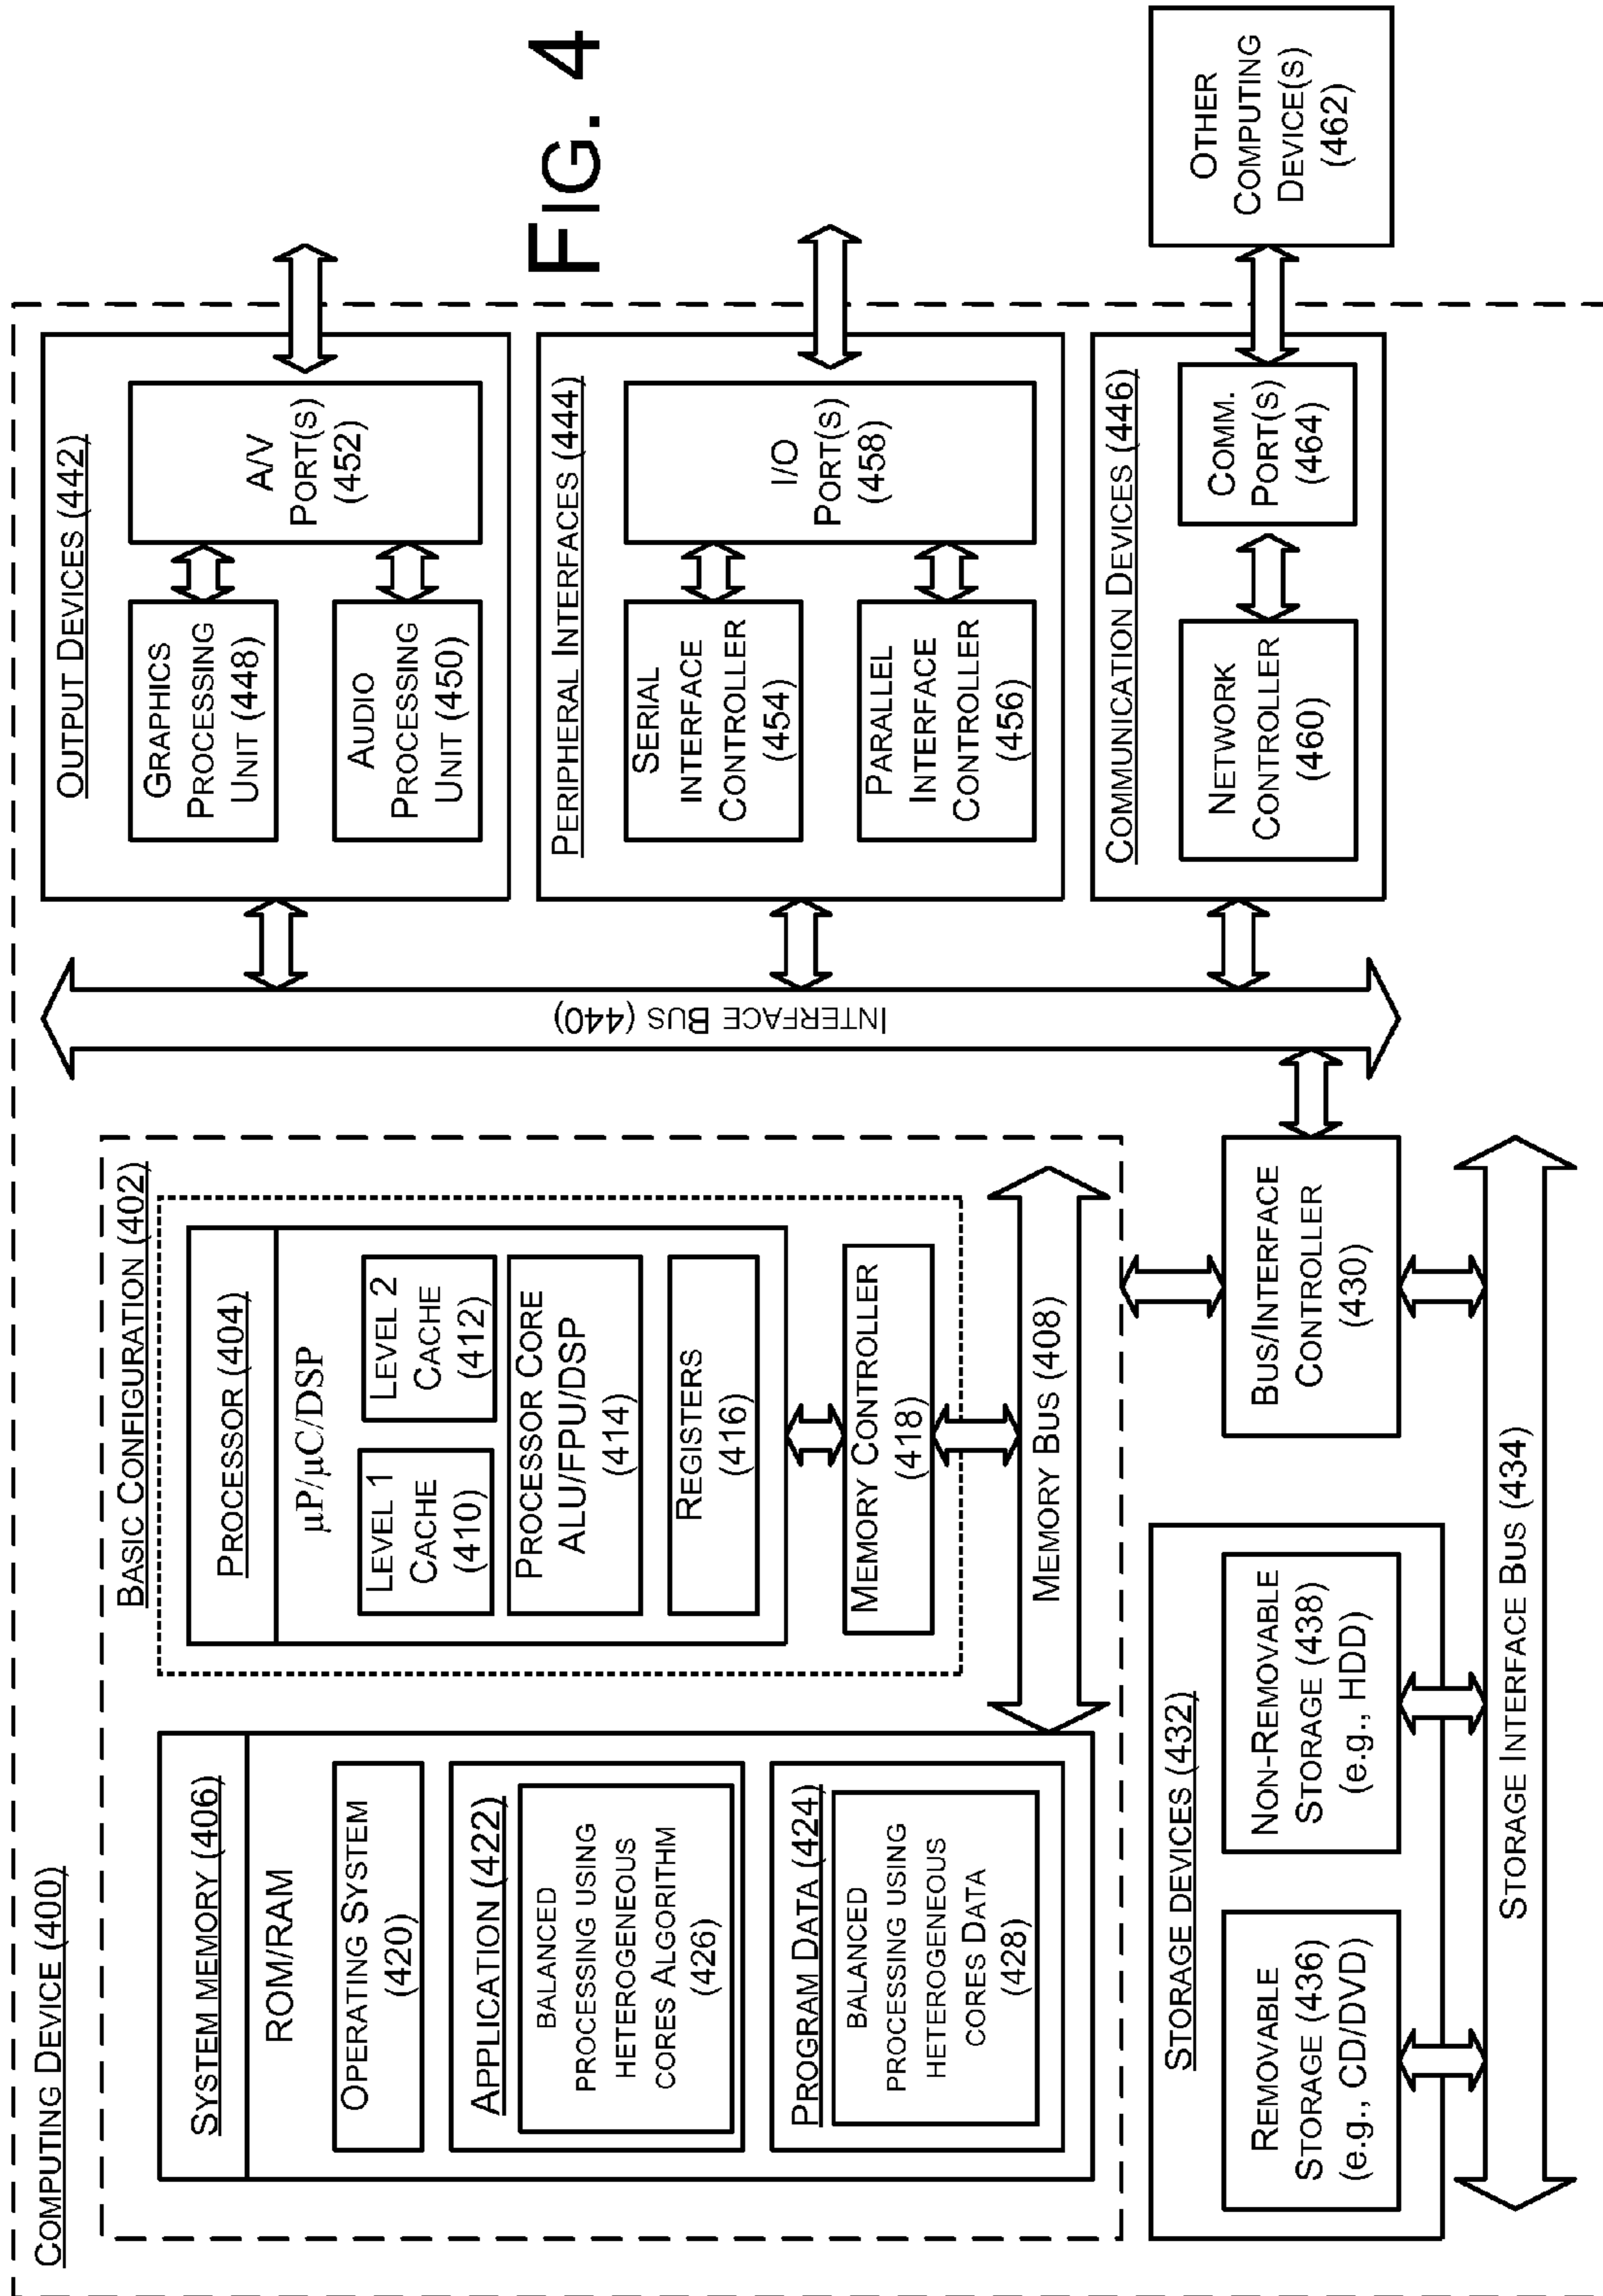 COMPUTING DEVICE (400)
BASIC CONFIGURATION (402)
SYSTEM MEMORY (406)
ROM/RAM
OPERATING SYSTEM
(420)
APPLICATION (422)
BALANCED
PROCESSING USING
HETEROGENEOUS
CORES ALGORITHM
(426)
PROGRAM DATA (424)
BALANCED
PROCESSING USING
HETEROGENEOUS
CORES DATA
(428)
PROCESSOR (404)
µP/µC/DSP
LEVEL 1
CACHE
(410)
LEVEL 2
CACHE
(412)
PROCESSOR CORE
ALU/FPU/DSP
(414)
REGISTERS
(416)
MEMORY CONTROLLER
(418)
MEMORY BUS (408)
STORAGE DEVICES (432)
REMOVABLE
STORAGE (436)
(e.g., CD/DVD)
NON-REMOVABLE
STORAGE (438)
(e.g., HDD)
BUS/INTERFACE
CONTROLLER
(430)
STORAGE INTERFACE BUS (434)
INTERFACE BUS (440)
OUTPUT DEVICES (442)
GRAPHICS
PROCESSING
UNIT (448)
AUDIO
PROCESSING
UNIT (450)
A/V
PORT(S)
(452)
PERIPHERAL INTERFACES (444)
SERIAL
INTERFACE
CONTROLLER
(454)
PARALLEL
INTERFACE
CONTROLLER
(456)
I/O
PORT(S)
(458)
COMMUNICATION DEVICES (446)
NETWORK
CONTROLLER
(460)
COMM.
PORT(S)
(464)
OTHER
COMPUTING
DEVICE(S)
(462)
FIG. 4